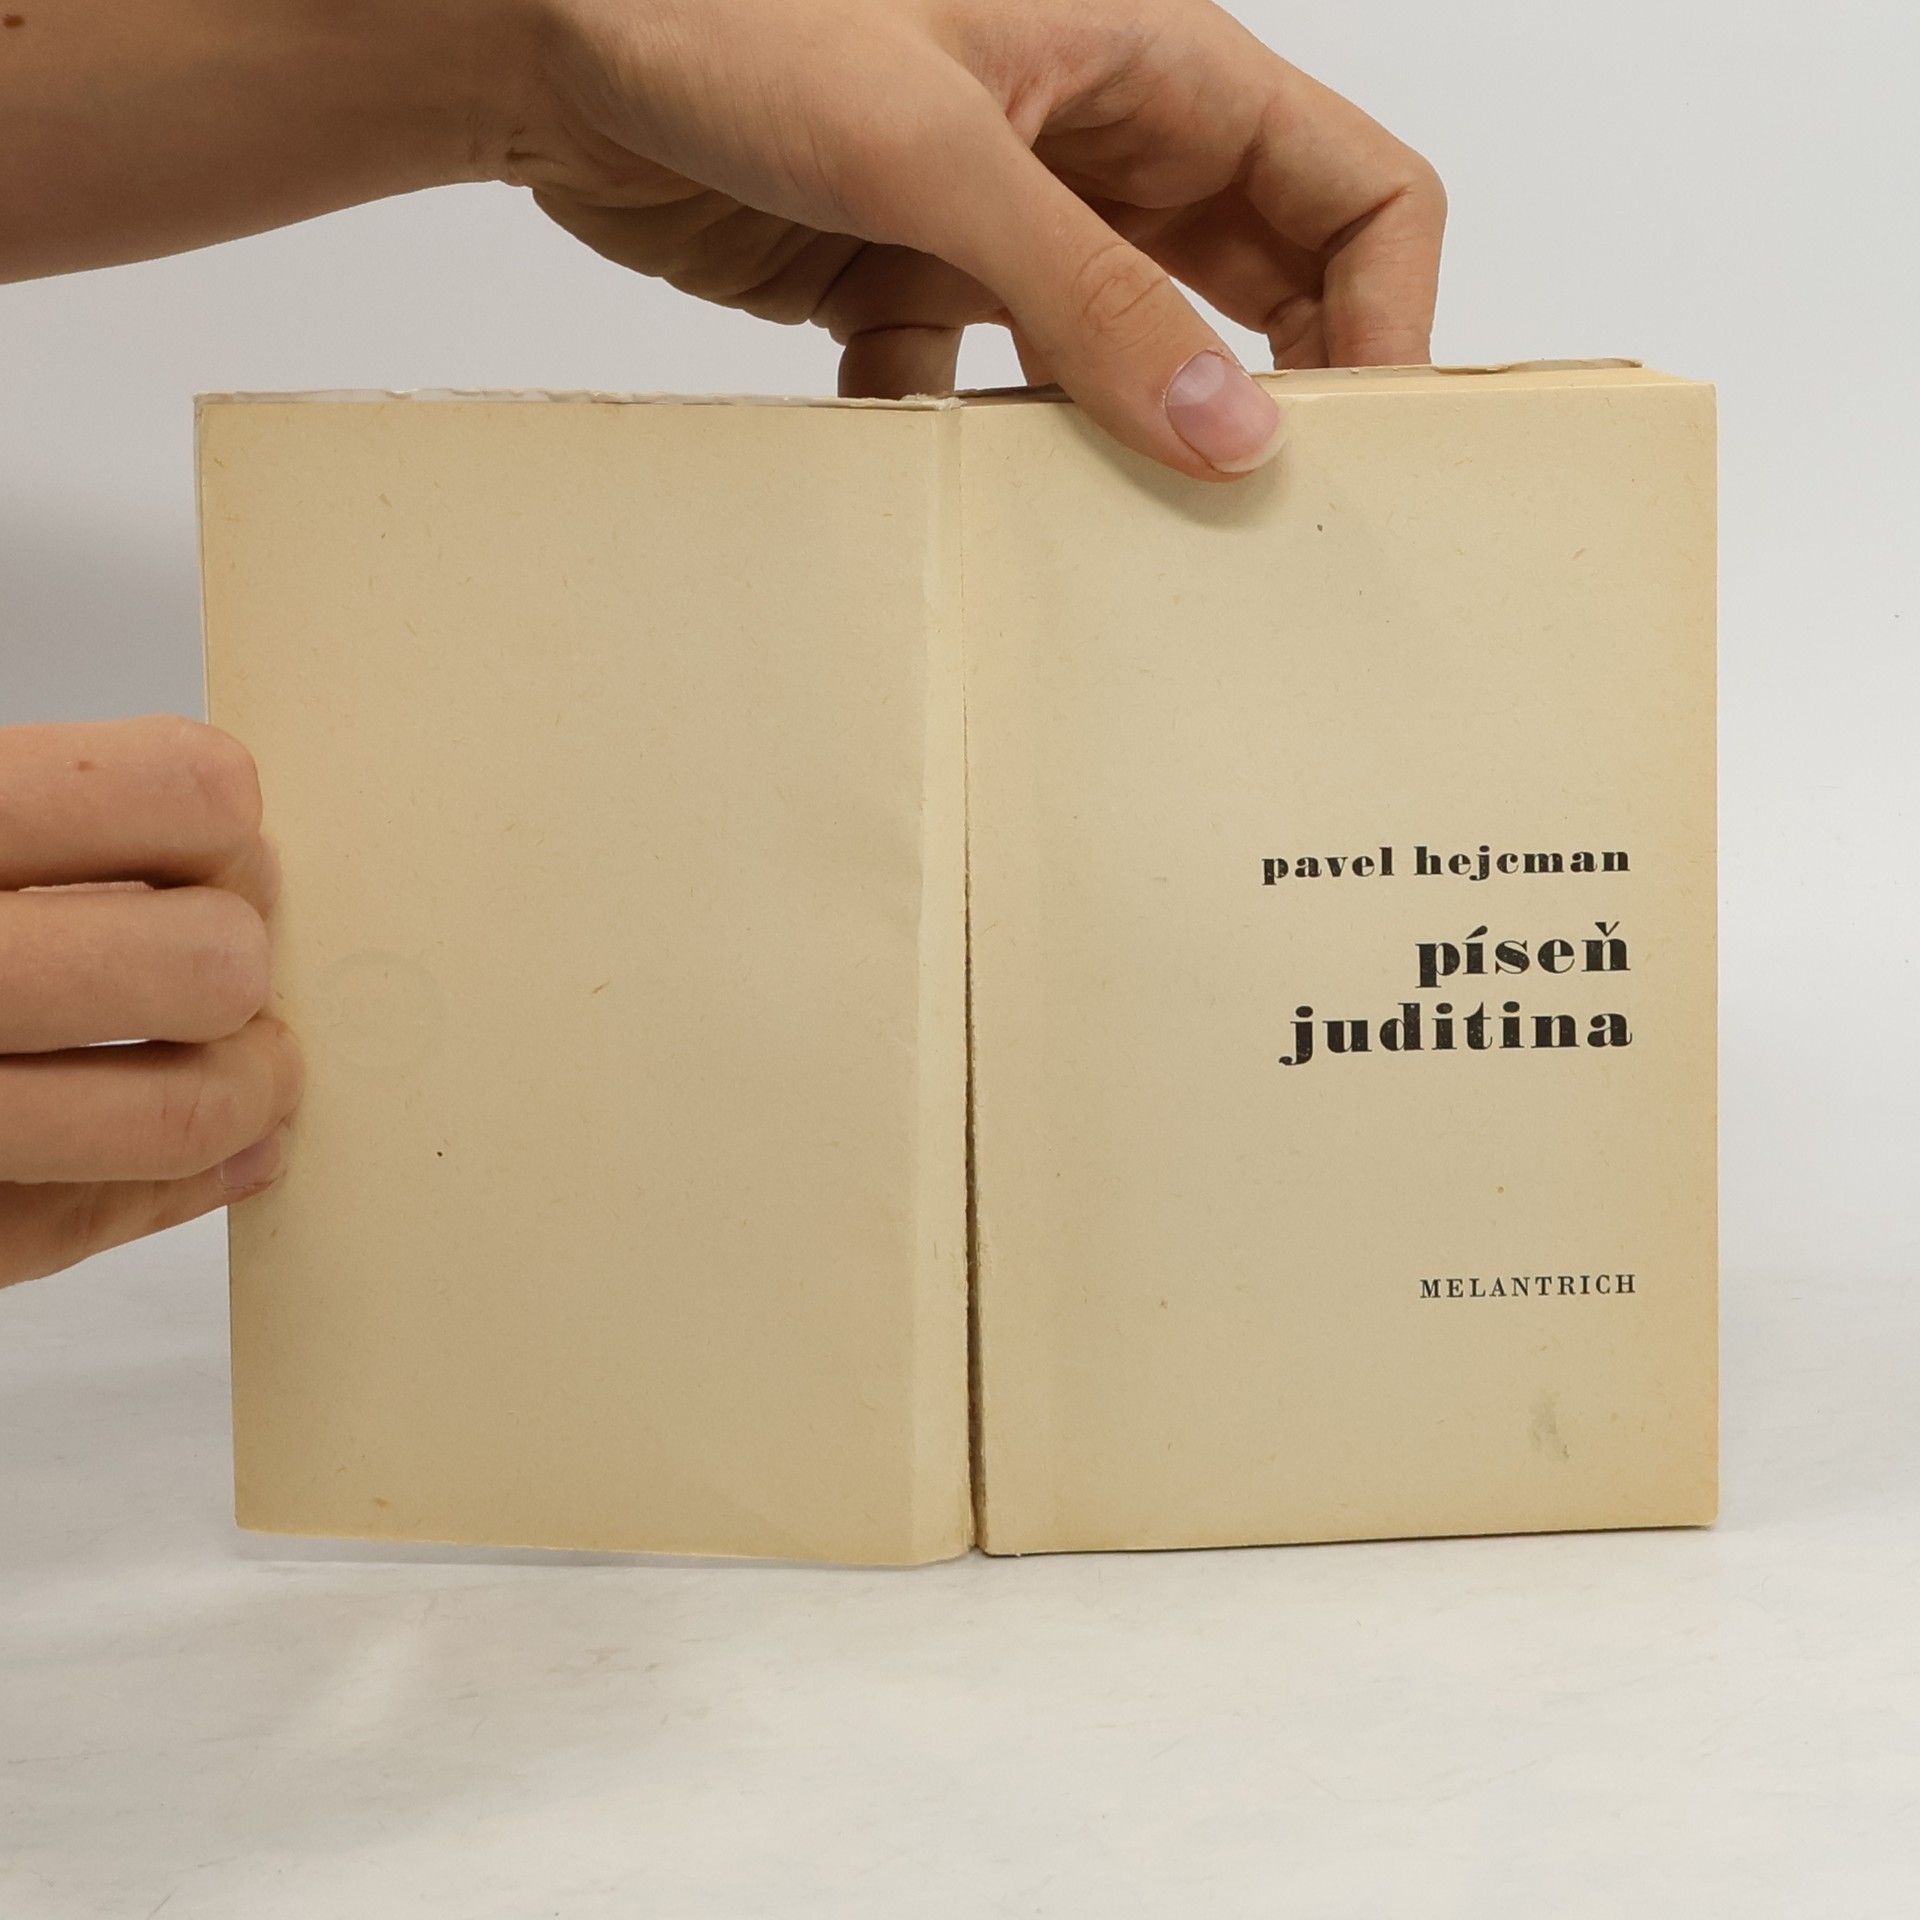 pavel hejcman
píseň
juditina
MELANTRICH